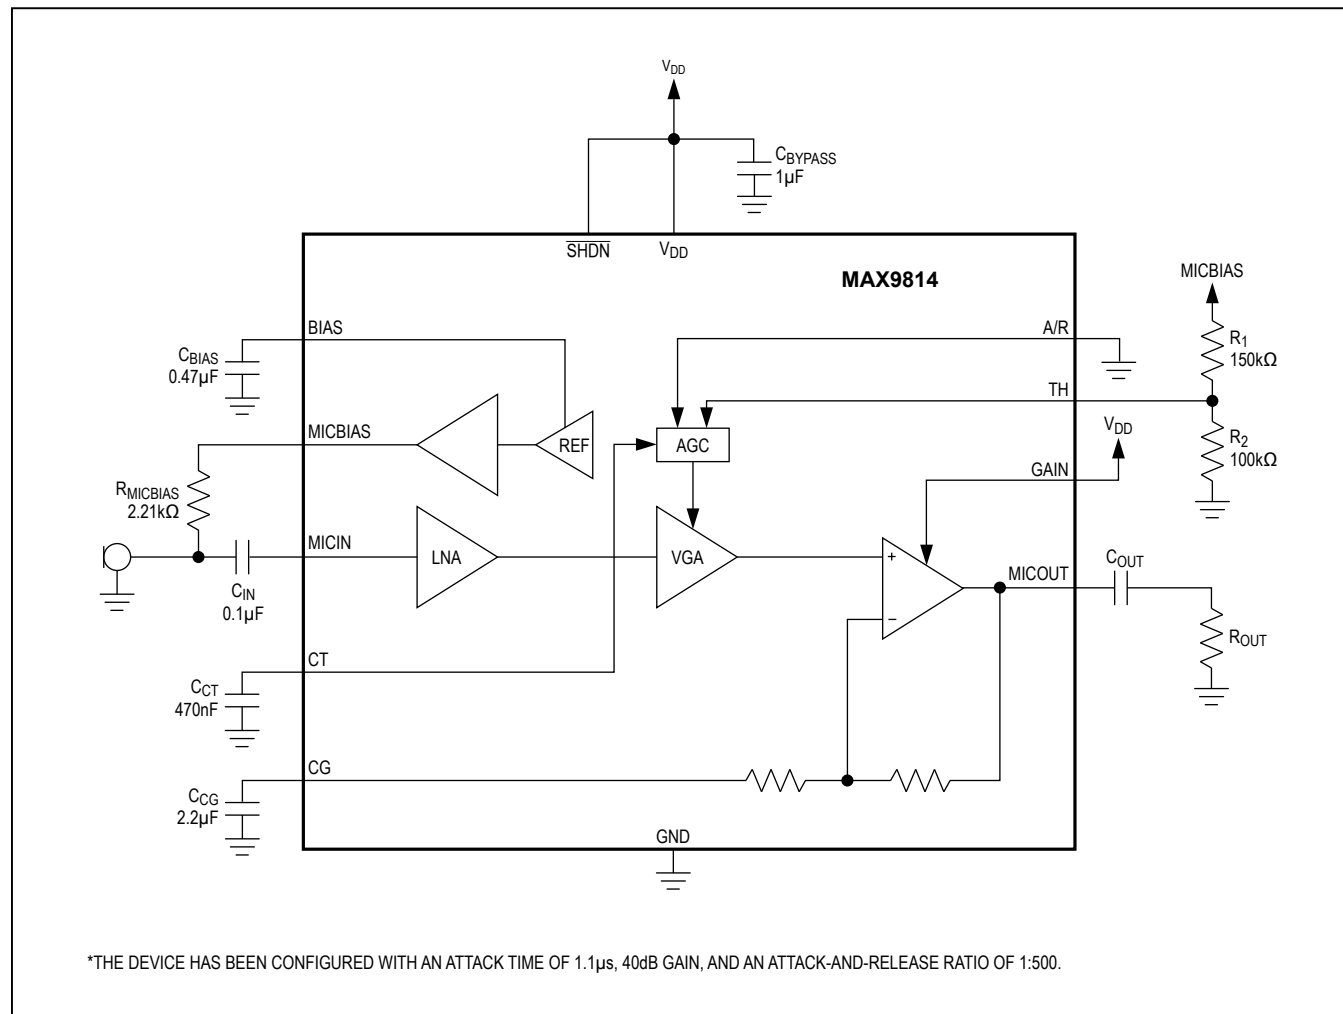 VDD
CBYPASS
1µF
SHDN
VDD
MAX9814
MICBIAS
BIAS
A/R
R1
150kΩ
CBIAS
0.47µF
TH
VDD
MICBIAS
REF
AGC
R2
100kΩ
GAIN
RMICBIAS
2.21kΩ
MICIN
LNA
VGA
+
−
MICOUT
COUT
CIN
0.1µF
ROUT
CT
CCT
470nF
CG
CCG
2.2µF
GND
*THE DEVICE HAS BEEN CONFIGURED WITH AN ATTACK TIME OF 1.1µs, 40dB GAIN, AND AN ATTACK-AND-RELEASE RATIO OF 1:500.